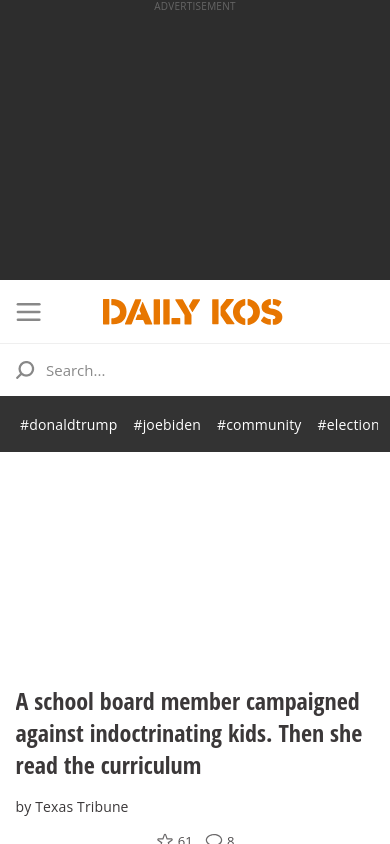 ADVERTISEMENT
DAILY KOS
Search...
#donaldtrump #joebiden #community #election
A school board member campaigned
against indoctrinating kids. Then she
read the curriculum
by Texas Tribune
61 8